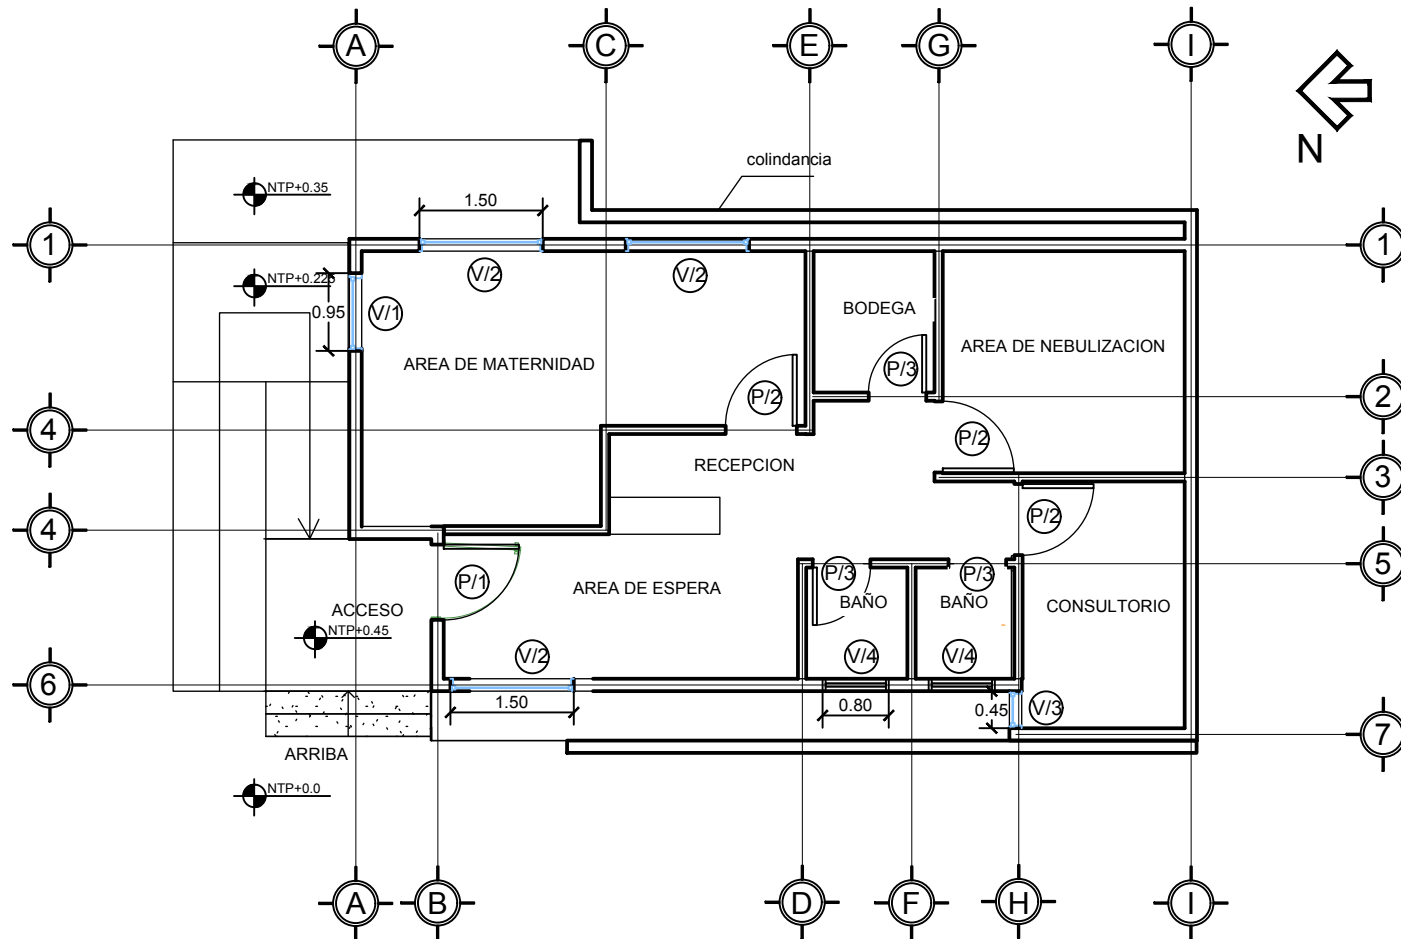 A
C
E
G
I
N
colindancia
NTP+0.35
1.50
1
1
V/2
V/2
NTP+0.225
0.95
V/1
BODEGA
AREA DE MATERNIDAD
AREA DE NEBULIZACION
P/3
P/2
2
4
P/2
RECEPCION
3
P/2
4
5
P/1
P/3
P/3
AREA DE ESPERA
BAÑO
BAÑO
CONSULTORIO
ACCESO
NTP+0.45
V/2
V/4
V/4
6
1.50
0.80
0.45
V/3
7
ARRIBA
NTP+0.0
A
B
D
F
H
I